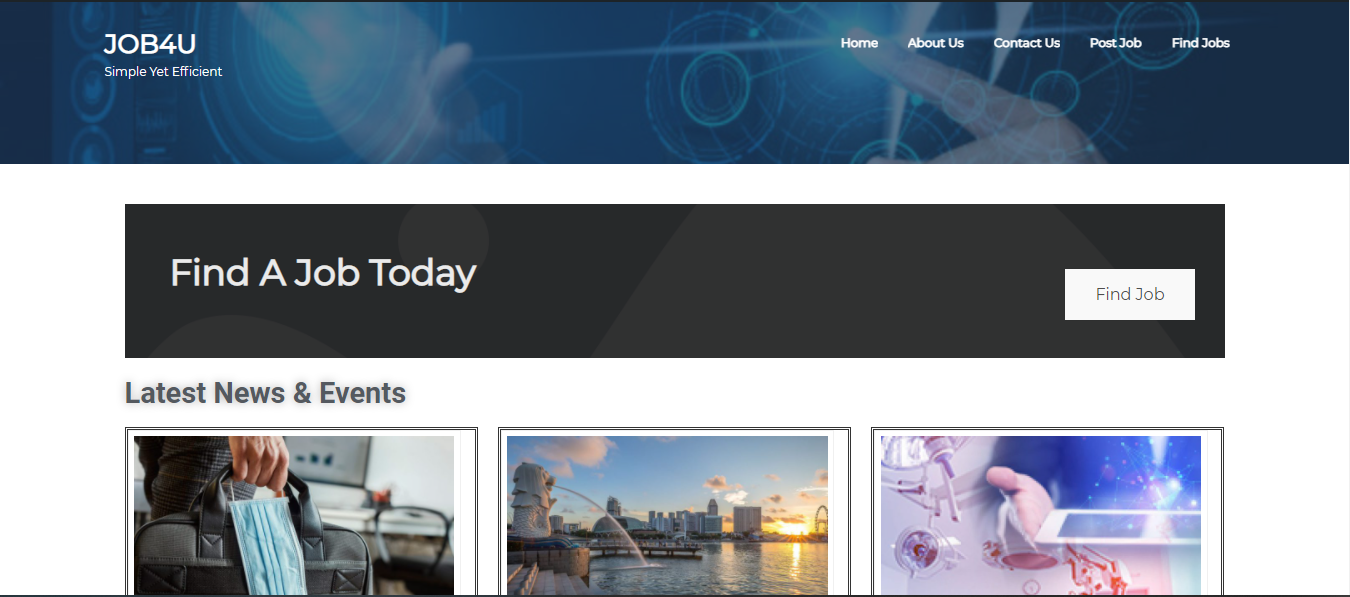 JOB4U
Simple Yet Efficient
Home About Us Contact Us Post Job Find Jobs
Find A Job Today
Find Job
Latest News & Events